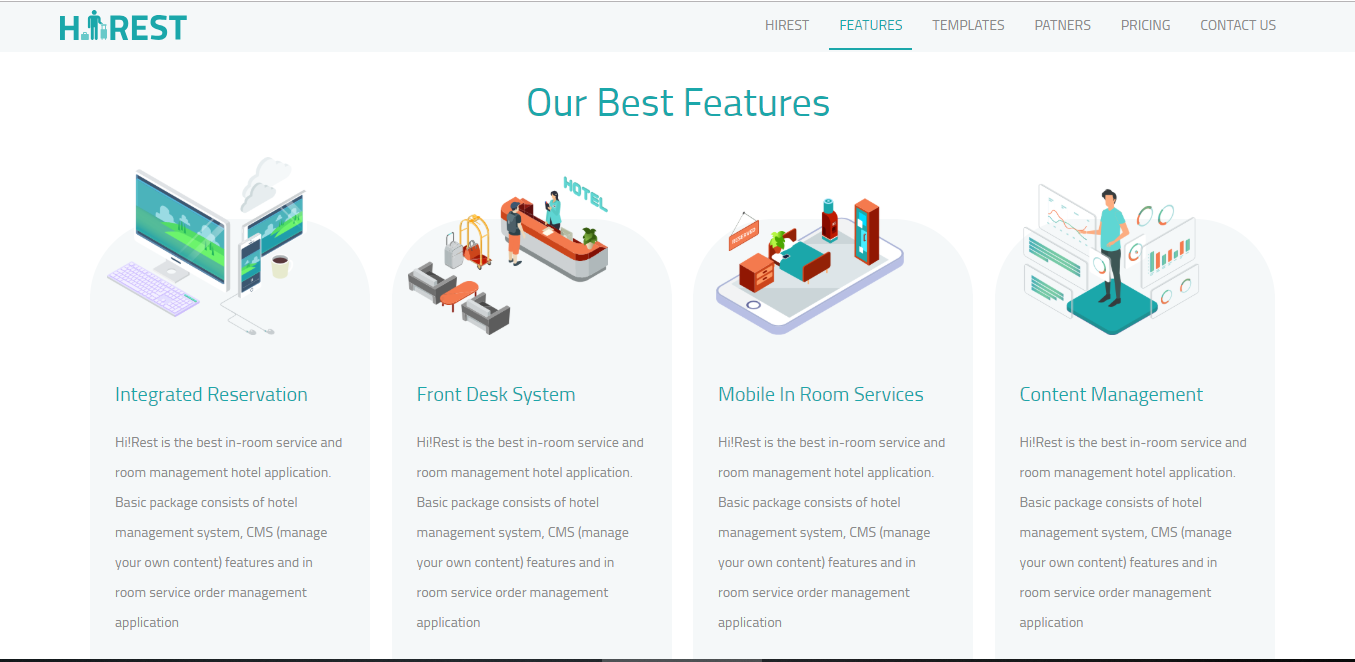 HI REST
HIREST FEATURES TEMPLATES PATNERS PRICING CONTACT US
Our Best Features
HOTEL
RESERVED
Integrated Reservation
Hi!Rest is the best in-room service and
room management hotel application.
Basic package consists of hotel
management system, CMS (manage
your own content) features and in
room service order management
application
Front Desk System
Hi!Rest is the best in-room service and
room management hotel application.
Basic package consists of hotel
management system, CMS (manage
your own content) features and in
room service order management
application
Mobile In Room Services
Hi!Rest is the best in-room service and
room management hotel application.
Basic package consists of hotel
management system, CMS (manage
your own content) features and in
room service order management
application
Content Management
Hi!Rest is the best in-room service and
room management hotel application.
Basic package consists of hotel
management system, CMS (manage
your own content) features and in
room service order management
application